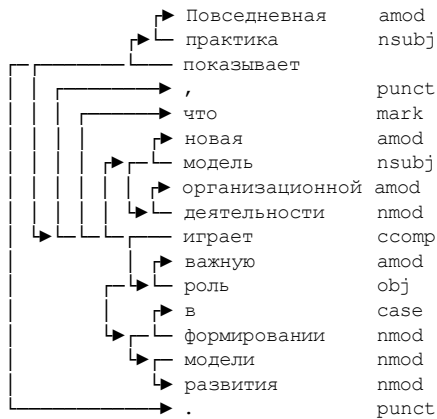 Повседневная amod
практика nsubj
показывает
, punct
что mark
новая amod
модель nsubj
организационной amod
деятельности nmod
играет ccomp
важную amod
роль obj
в case
формировании nmod
модели nmod
развития nmod
. punct